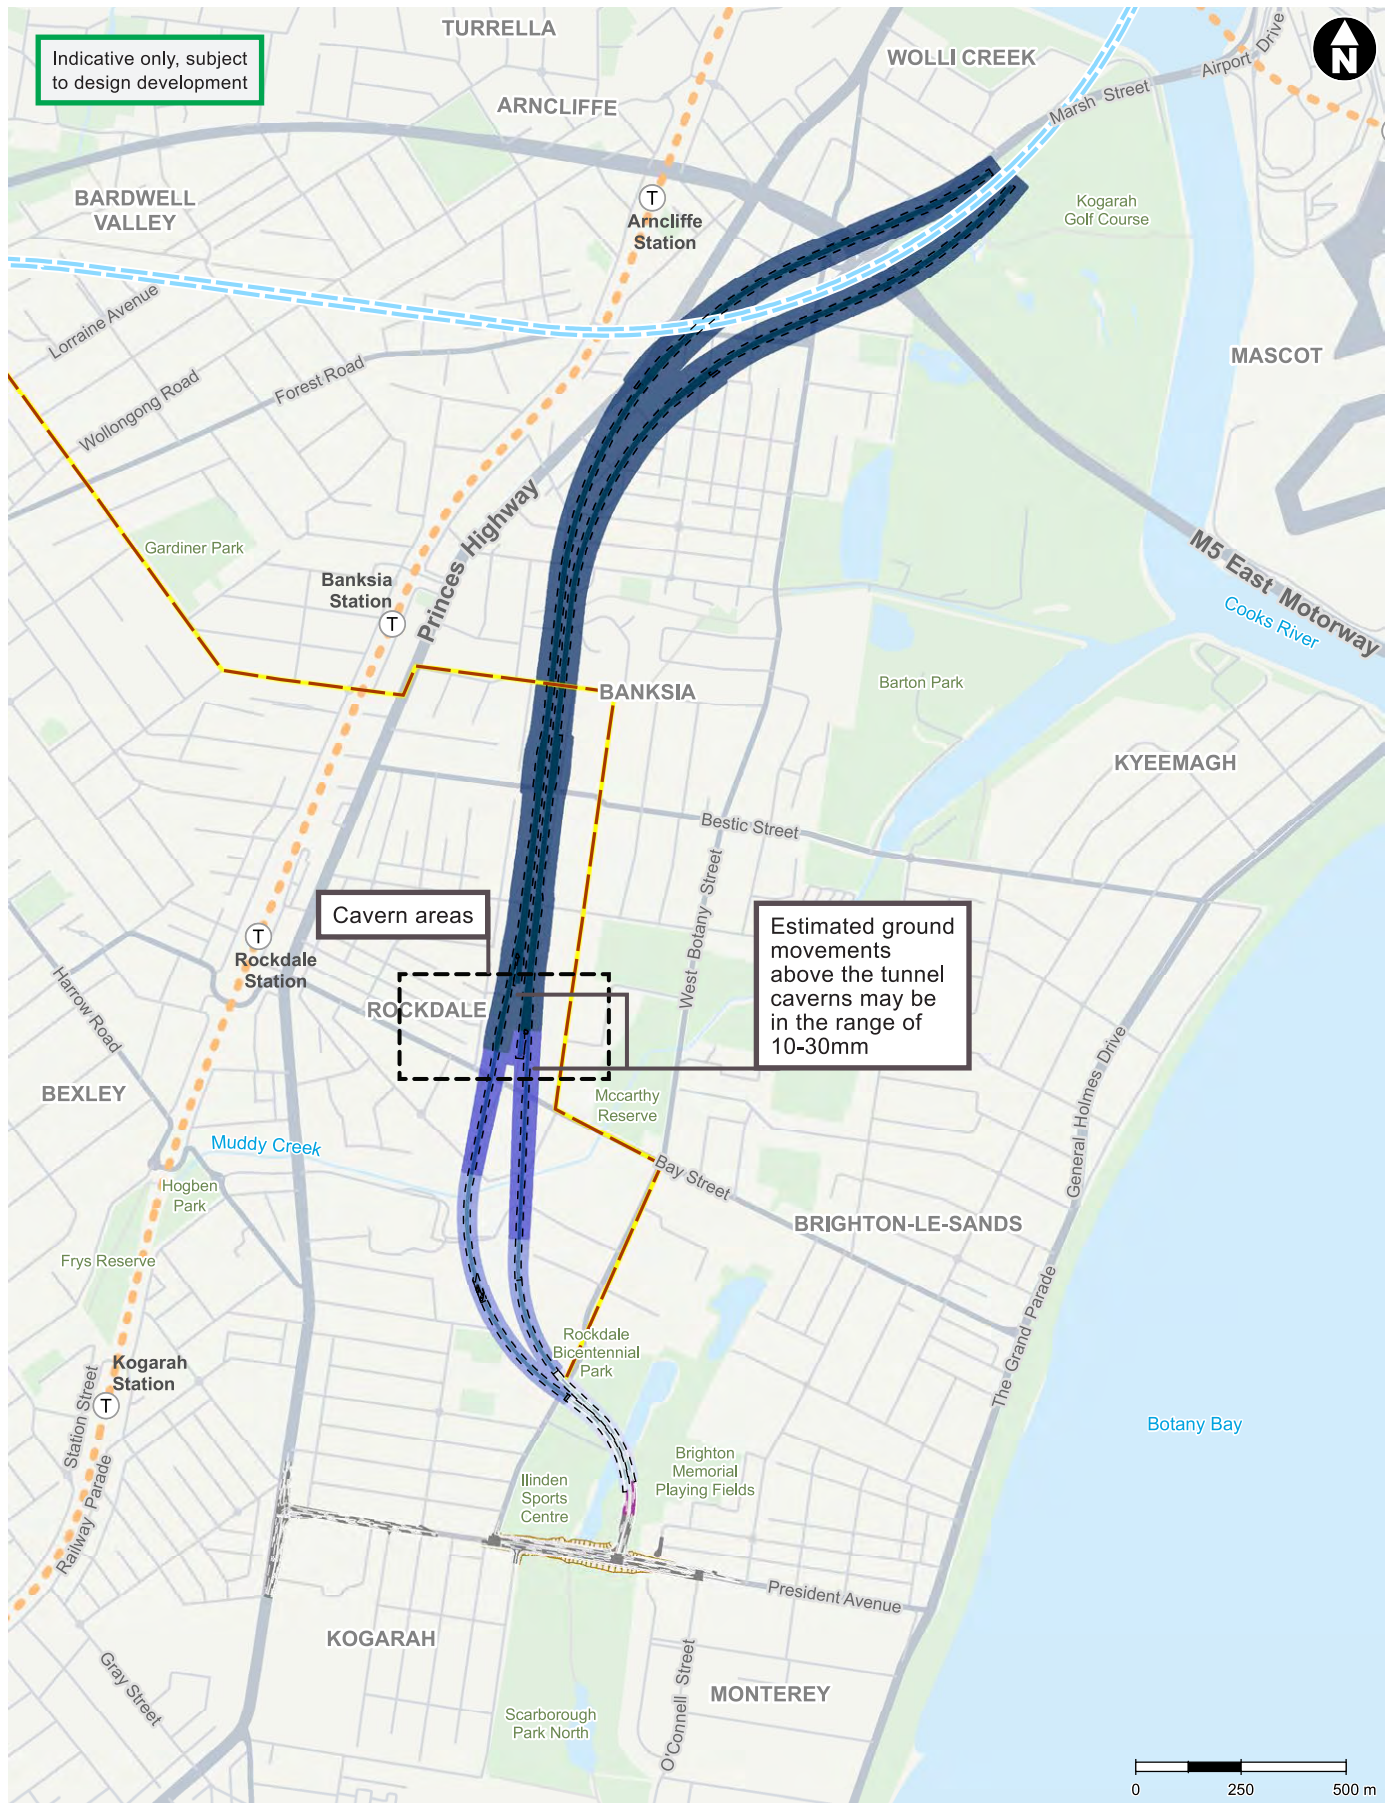 TURRELLA
Indicative only, subject
to design development
WOLLI CREEK
Airport Drive
N
ARNCLIFFE
Marsh Street
BARDWELL
VALLEY
T
Arncliffe
Station
Kogarah
Golf Course
Lorraine Avenue
MASCOT
Forest Road
Wollongong Road
Princes Highway
Gardiner Park
M5 East Motorway
Banksia
Station
T
Cooks River
BANKSIA
Barton Park
KYEEMAGH
Bestic Street
West Botany Street
Cavern areas
Estimated ground
movements
above the tunnel
caverns may be
in the range of
10-30mm
T
Rockdale
Station
Harrow Road
ROCKDALE
General Holmes Drive
BEXLEY
Mccarthy
Reserve
Muddy Creek
Bay Street
Hogben
Park
BRIGHTON-LE-SANDS
Frys Reserve
The Grand Parade
Rockdale
Bicentennial
Park
Kogarah
Station
T
Station Street
Botany Bay
Brighton
Memorial
Playing Fields
Ilinden
Sports
Centre
Railway Parade
President Avenue
KOGARAH
Gray Street
O'Connell Street
MONTEREY
Scarborough
Park North
0 250 500 m